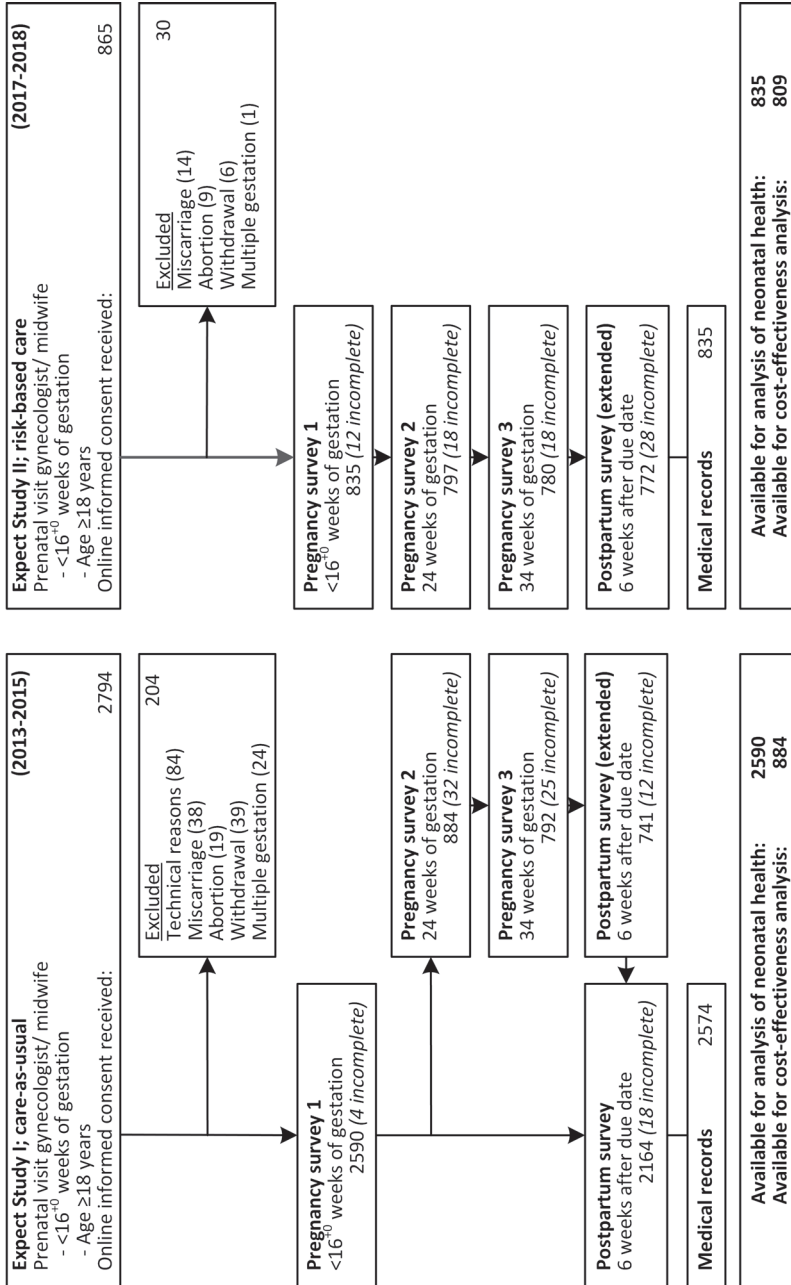 Expect Study I; care-as-usual (2013-2015)
Prenatal visit gynecologist/ midwife
- <16⁺⁰ weeks of gestation
- Age ≥18 years
Online informed consent received: 2794
Excluded 204
Technical reasons (84)
Miscarriage (38)
Abortion (19)
Withdrawal (39)
Multiple gestation (24)
Pregnancy survey 1
<16⁺⁰ weeks of gestation
2590 (4 incomplete)
Pregnancy survey 2
24 weeks of gestation
884 (32 incomplete)
Pregnancy survey 3
34 weeks of gestation
792 (25 incomplete)
Postpartum survey (extended)
6 weeks after due date
741 (12 incomplete)
Postpartum survey
6 weeks after due date
2164 (18 incomplete)
Medical records 2574
Available for analysis of neonatal health: 2590
Available for cost-effectiveness analysis: 884
Expect Study II; risk-based care (2017-2018)
Prenatal visit gynecologist/ midwife
- <16⁺⁰ weeks of gestation
- Age ≥18 years
Online informed consent received: 865
Excluded 30
Miscarriage (14)
Abortion (9)
Withdrawal (6)
Multiple gestation (1)
Pregnancy survey 1
<16⁺⁰ weeks of gestation
835 (12 incomplete)
Pregnancy survey 2
24 weeks of gestation
797 (18 incomplete)
Pregnancy survey 3
34 weeks of gestation
780 (18 incomplete)
Postpartum survey (extended)
6 weeks after due date
772 (28 incomplete)
Medical records 835
Available for analysis of neonatal health: 835
Available for cost-effectiveness analysis: 809